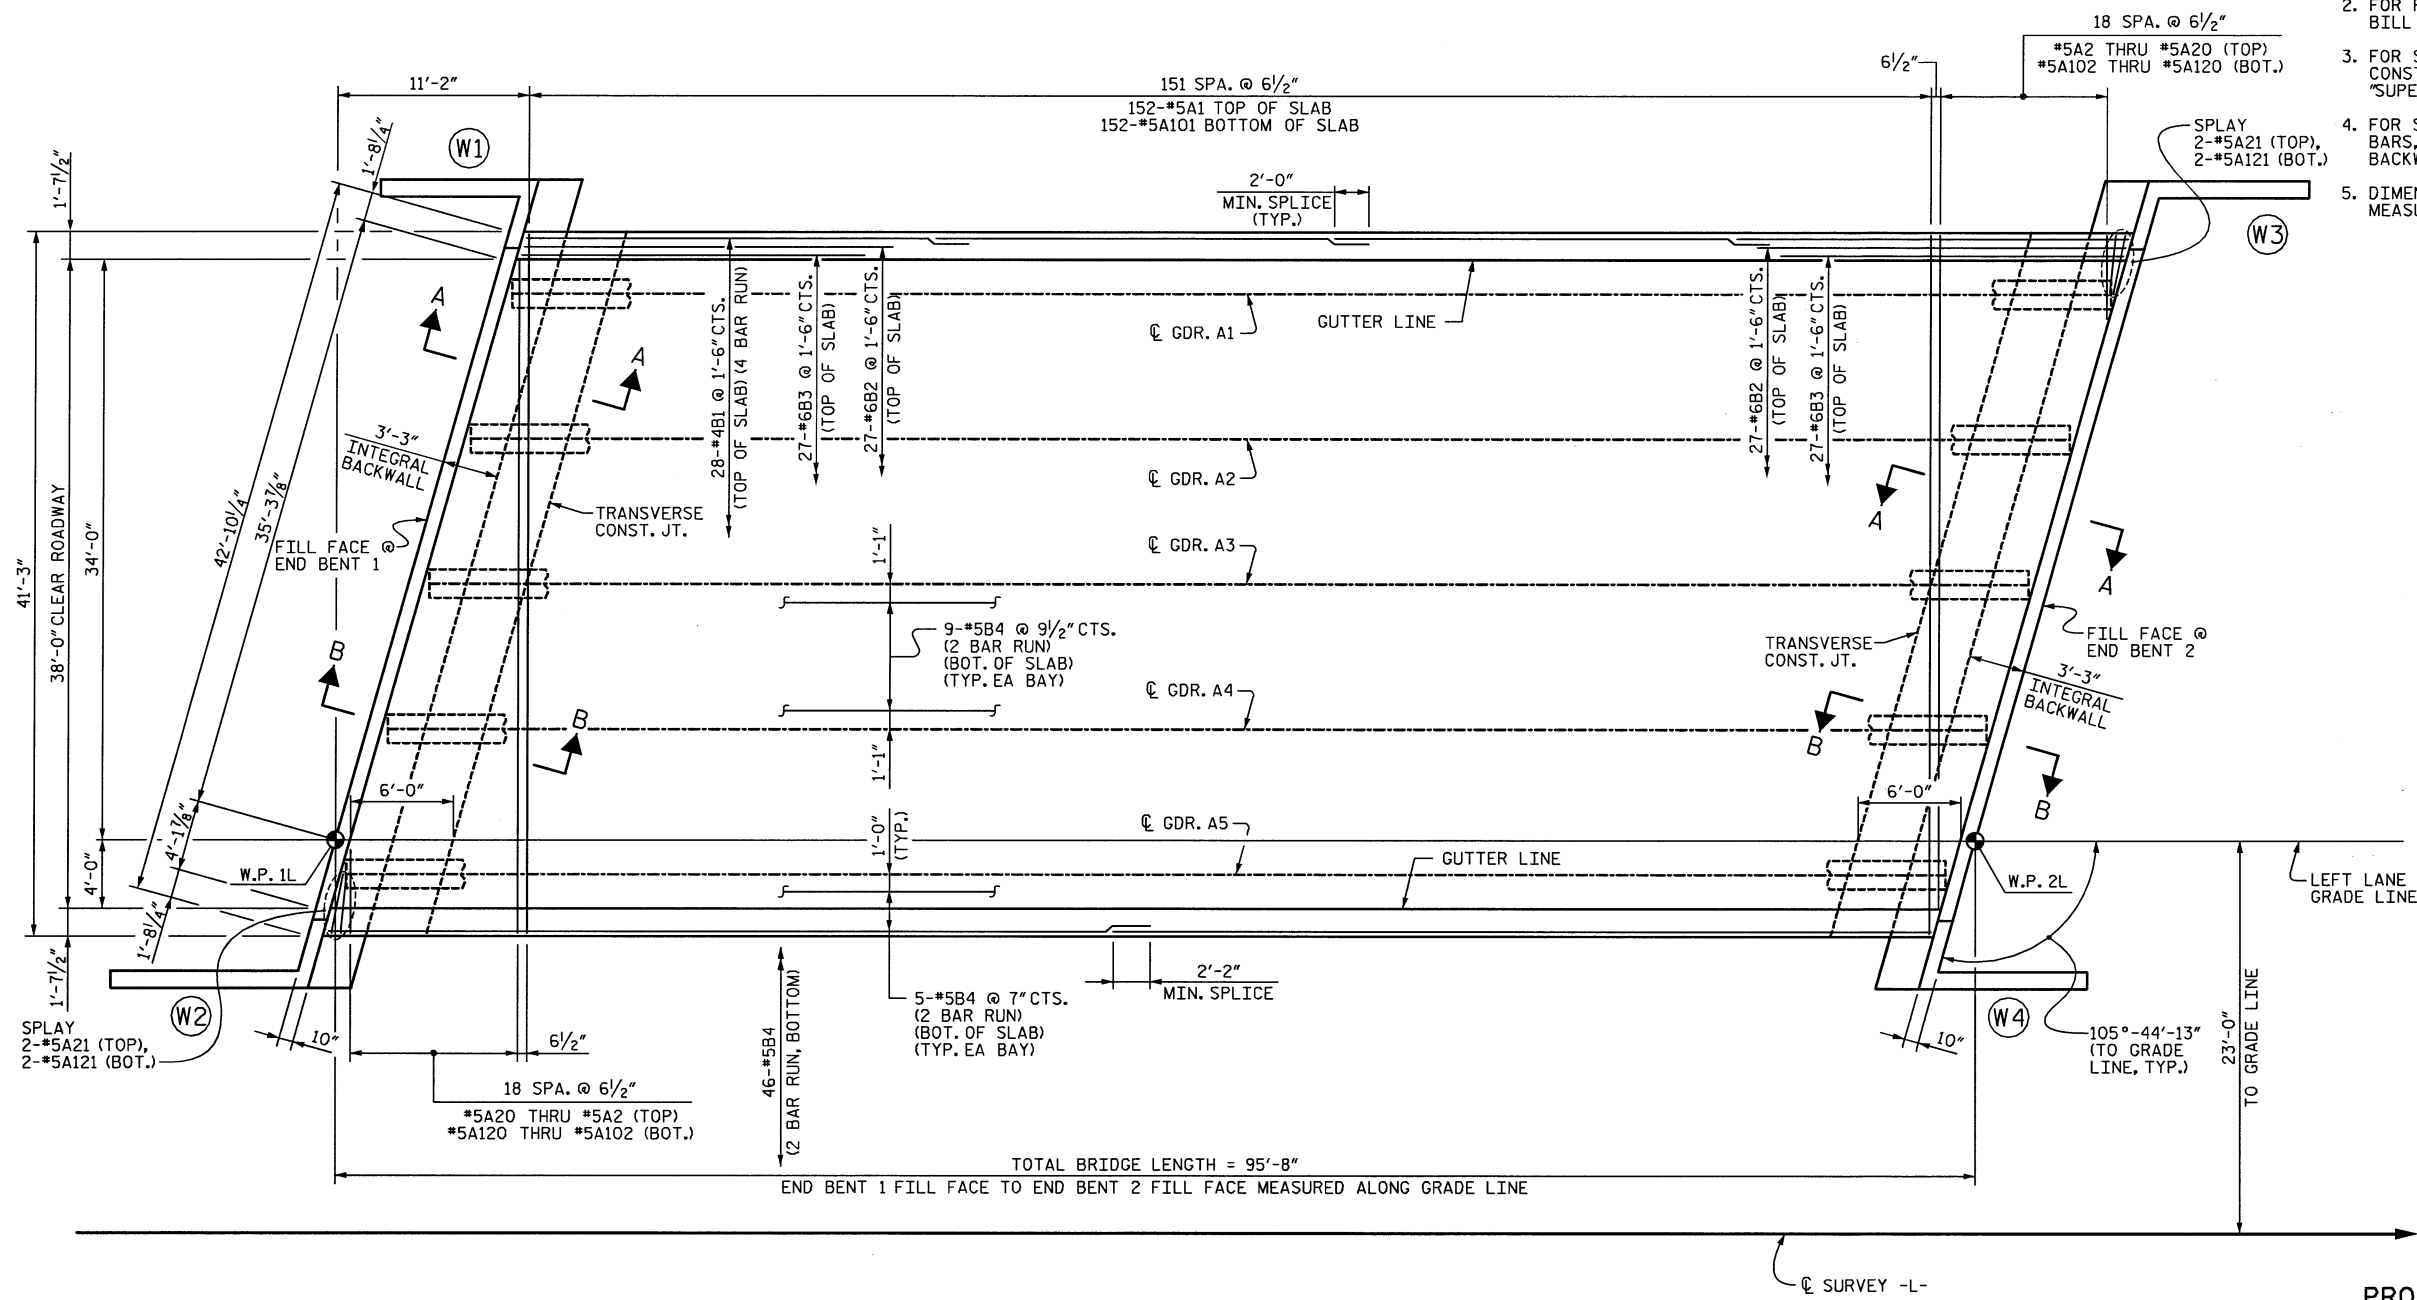 2. FOR
BILL
18 SPA. @ 6½"
#5A2 THRU #5A20 (TOP)
#5A102 THRU #5A120 (BOT.)
3. FOR
CONST
"SUPE
6½"
11'-2"
151 SPA. @ 6½"
152-#5A1 TOP OF SLAB
152-#5A101 BOTTOM OF SLAB
SPLAY
2-#5A21 (TOP),
2-#5A121 (BOT.)
4. FOR
BARS,
BACKW
5. DIMEN
MEASU
W1
1'-8¼"
1'-7½"
2'-0"
MIN. SPLICE
(TYP.)
W3
A
A
28-#4B1 @ 1'-6" CTS.
(TOP OF SLAB) (4 BAR RUN)
27-#6B3 @ 1'-6" CTS.
(TOP OF SLAB)
27-#6B2 @ 1'-6" CTS.
(TOP OF SLAB)
℄ GDR. A1
GUTTER LINE
27-#6B2 @ 1'-6" CTS.
(TOP OF SLAB)
27-#6B3 @ 1'-6" CTS.
(TOP OF SLAB)
3'-3"
INTEGRAL
BACKWALL
℄ GDR. A2
A
A
TRANSVERSE
CONST. JT.
FILL FACE @
END BENT 1
42'-10¼"
35'-3⅞"
41'-3"
38'-0" CLEAR ROADWAY
34'-0"
1'-1"
℄ GDR. A3
9-#5B4 @ 9½" CTS.
(2 BAR RUN)
(BOT. OF SLAB)
(TYP. EA BAY)
TRANSVERSE
CONST. JT.
FILL FACE @
END BENT 2
3'-3"
INTEGRAL
BACKWALL
B
B
℄ GDR. A4
1'-1"
B
B
6'-0"
6'-0"
4'-1⅞"
4'-0"
1'-0"
(TYP.)
℄ GDR. A5
GUTTER LINE
W.P. 1L
W.P. 2L
LEFT LANE
GRADE LINE
1'-8¼"
1'-7½"
W2
SPLAY
2-#5A21 (TOP),
2-#5A121 (BOT.)
10"
6½"
2'-2"
MIN. SPLICE
5-#5B4 @ 7" CTS.
(2 BAR RUN)
(BOT. OF SLAB)
(TYP. EA BAY)
46-#5B4
(2 BAR RUN, BOTTOM)
W4
10"
105°-44'-13"
(TO GRADE
LINE, TYP.)
23'-0"
TO GRADE LINE
18 SPA. @ 6½"
#5A20 THRU #5A2 (TOP)
#5A120 THRU #5A102 (BOT.)
TOTAL BRIDGE LENGTH = 95'-8"
END BENT 1 FILL FACE TO END BENT 2 FILL FACE MEASURED ALONG GRADE LINE
℄ SURVEY -L-
PRO